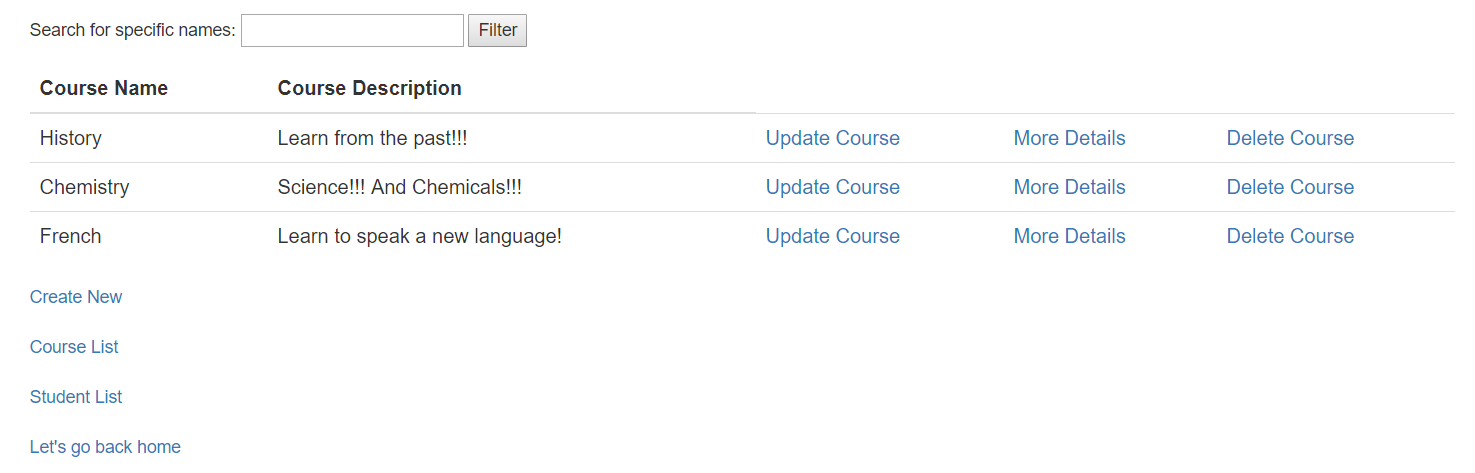 Search for specific names: Filter
Course Name Course Description
History Learn from the past!!! Update Course More Details Delete Course
Chemistry Science!!! And Chemicals!!! Update Course More Details Delete Course
French Learn to speak a new language! Update Course More Details Delete Course
Create New
Course List
Student List
Let's go back home